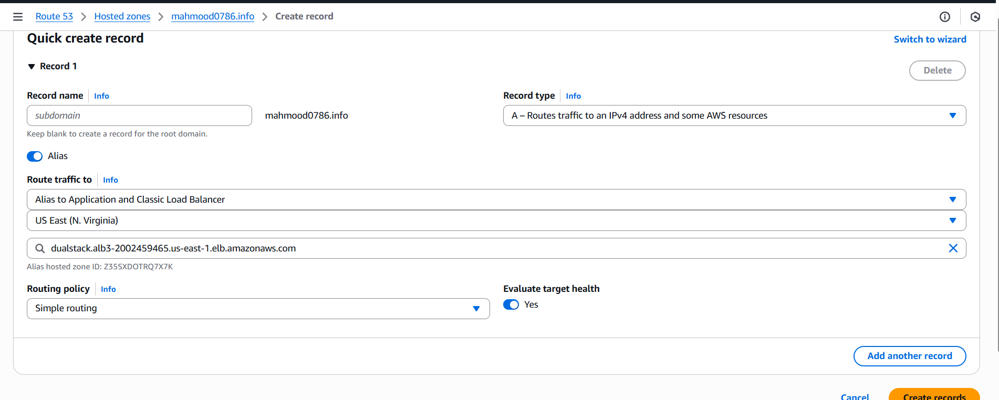 Route 53 > Hosted zones > mahmood0786.info > Create record
Quick create record
Switch to wizard
Record 1
Delete
Record name Info
subdomain
mahmood0786.info
Keep blank to create a record for the root domain.
Record type Info
A – Routes traffic to an IPv4 address and some AWS resources
Alias
Route traffic to Info
Alias to Application and Classic Load Balancer
US East (N. Virginia)
dualstack.alb3-2002459465.us-east-1.elb.amazonaws.com
Alias hosted zone ID: Z35SXDOTRQ7X7K
Routing policy Info
Simple routing
Evaluate target health
Yes
Add another record
Cancel
Create records